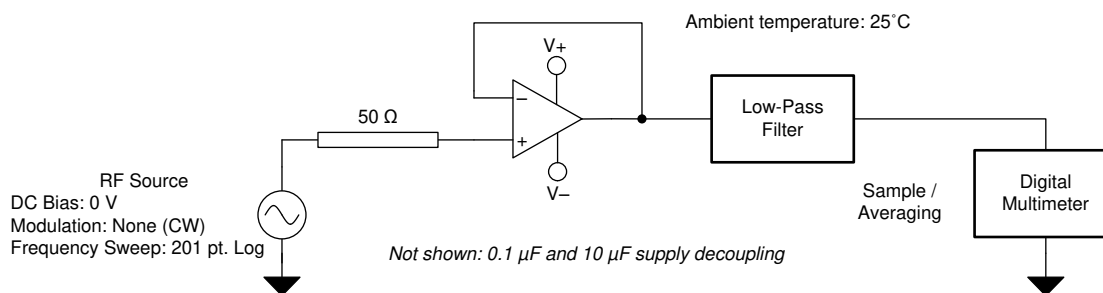 Ambient temperature: 25˚C
V+
–
50 Ω
+
Low-Pass
Filter
V–
RF Source
DC Bias: 0 V
Modulation: None (CW)
Frequency Sweep: 201 pt. Log
Sample /
Averaging
Digital
Multimeter
Not shown: 0.1 µF and 10 µF supply decoupling